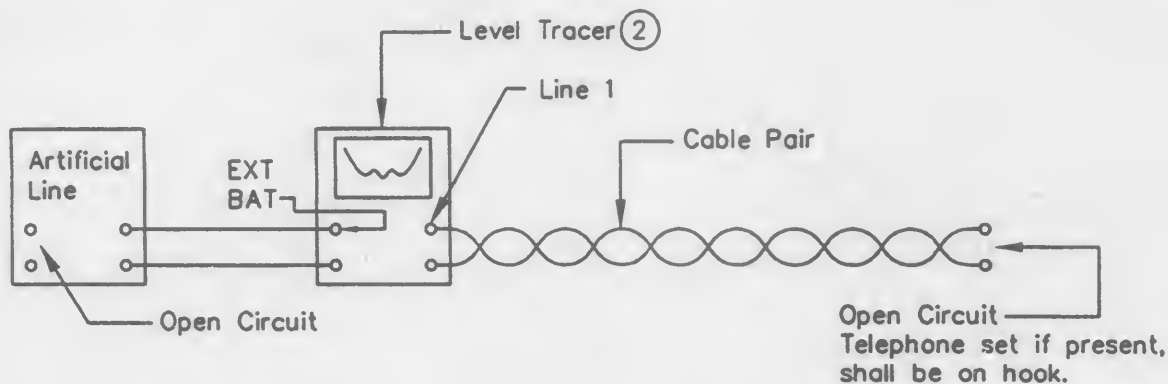 Level Tracer 2
Line 1
Cable Pair
Artificial
Line
EXT
BAT
Open Circuit
Open Circuit
Telephone set if present,
shall be on hook.